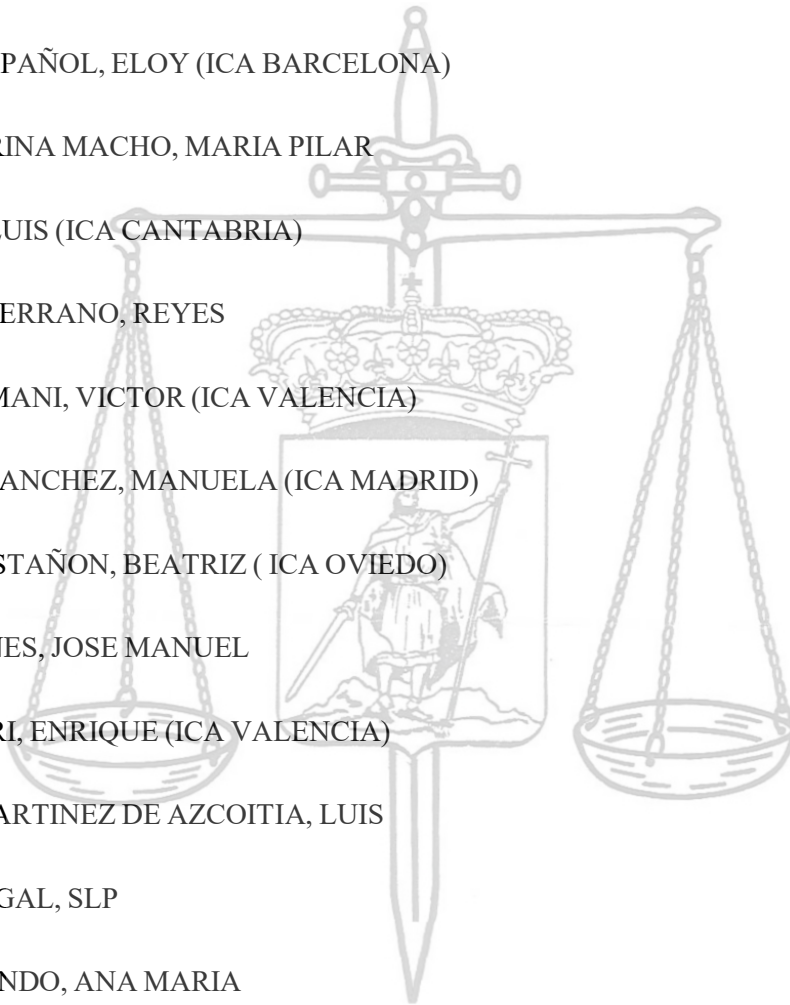 PAÑOL, ELOY (ICA BARCELONA)
RINA MACHO, MARIA PILAR
LUIS (ICA CANTABRIA)
ERRANO, REYES
MANI, VICTOR (ICA VALENCIA)
ANCHEZ, MANUELA (ICA MADRID)
STAÑON, BEATRIZ ( ICA OVIEDO)
NES, JOSE MANUEL
RI, ENRIQUE (ICA VALENCIA)
ARTINEZ DE AZCOITIA, LUIS
GAL, SLP
NDO, ANA MARIA